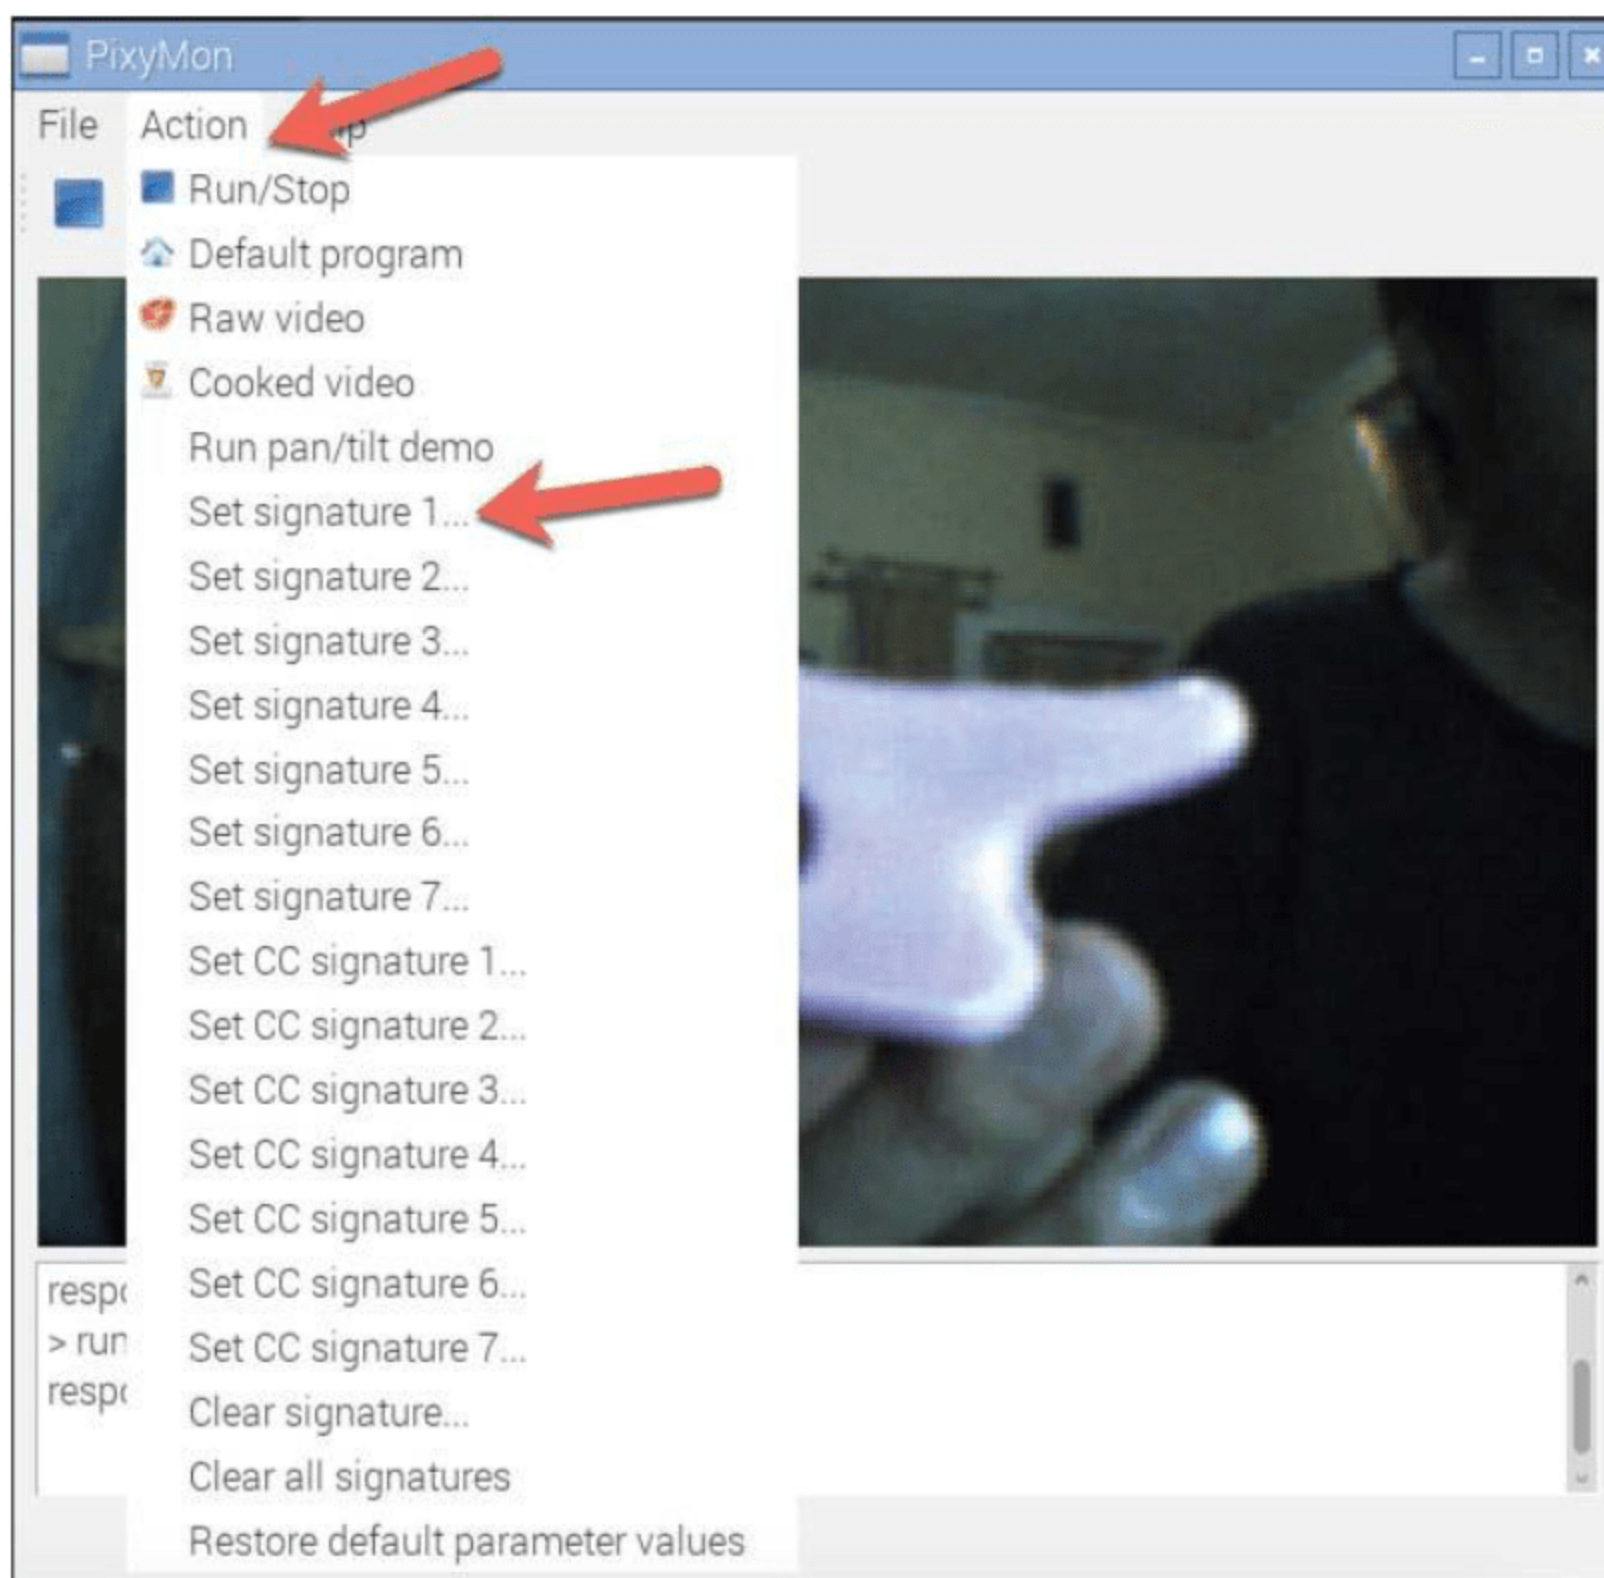 PixyMon
File Action
Run/Stop
Default program
Raw video
Cooked video
Run pan/tilt demo
Set signature 1...
Set signature 2...
Set signature 3...
Set signature 4...
Set signature 5...
Set signature 6...
Set signature 7...
Set CC signature 1...
Set CC signature 2...
Set CC signature 3...
Set CC signature 4...
Set CC signature 5...
Set CC signature 6...
Set CC signature 7...
Clear signature...
Clear all signatures
Restore default parameter values
> run